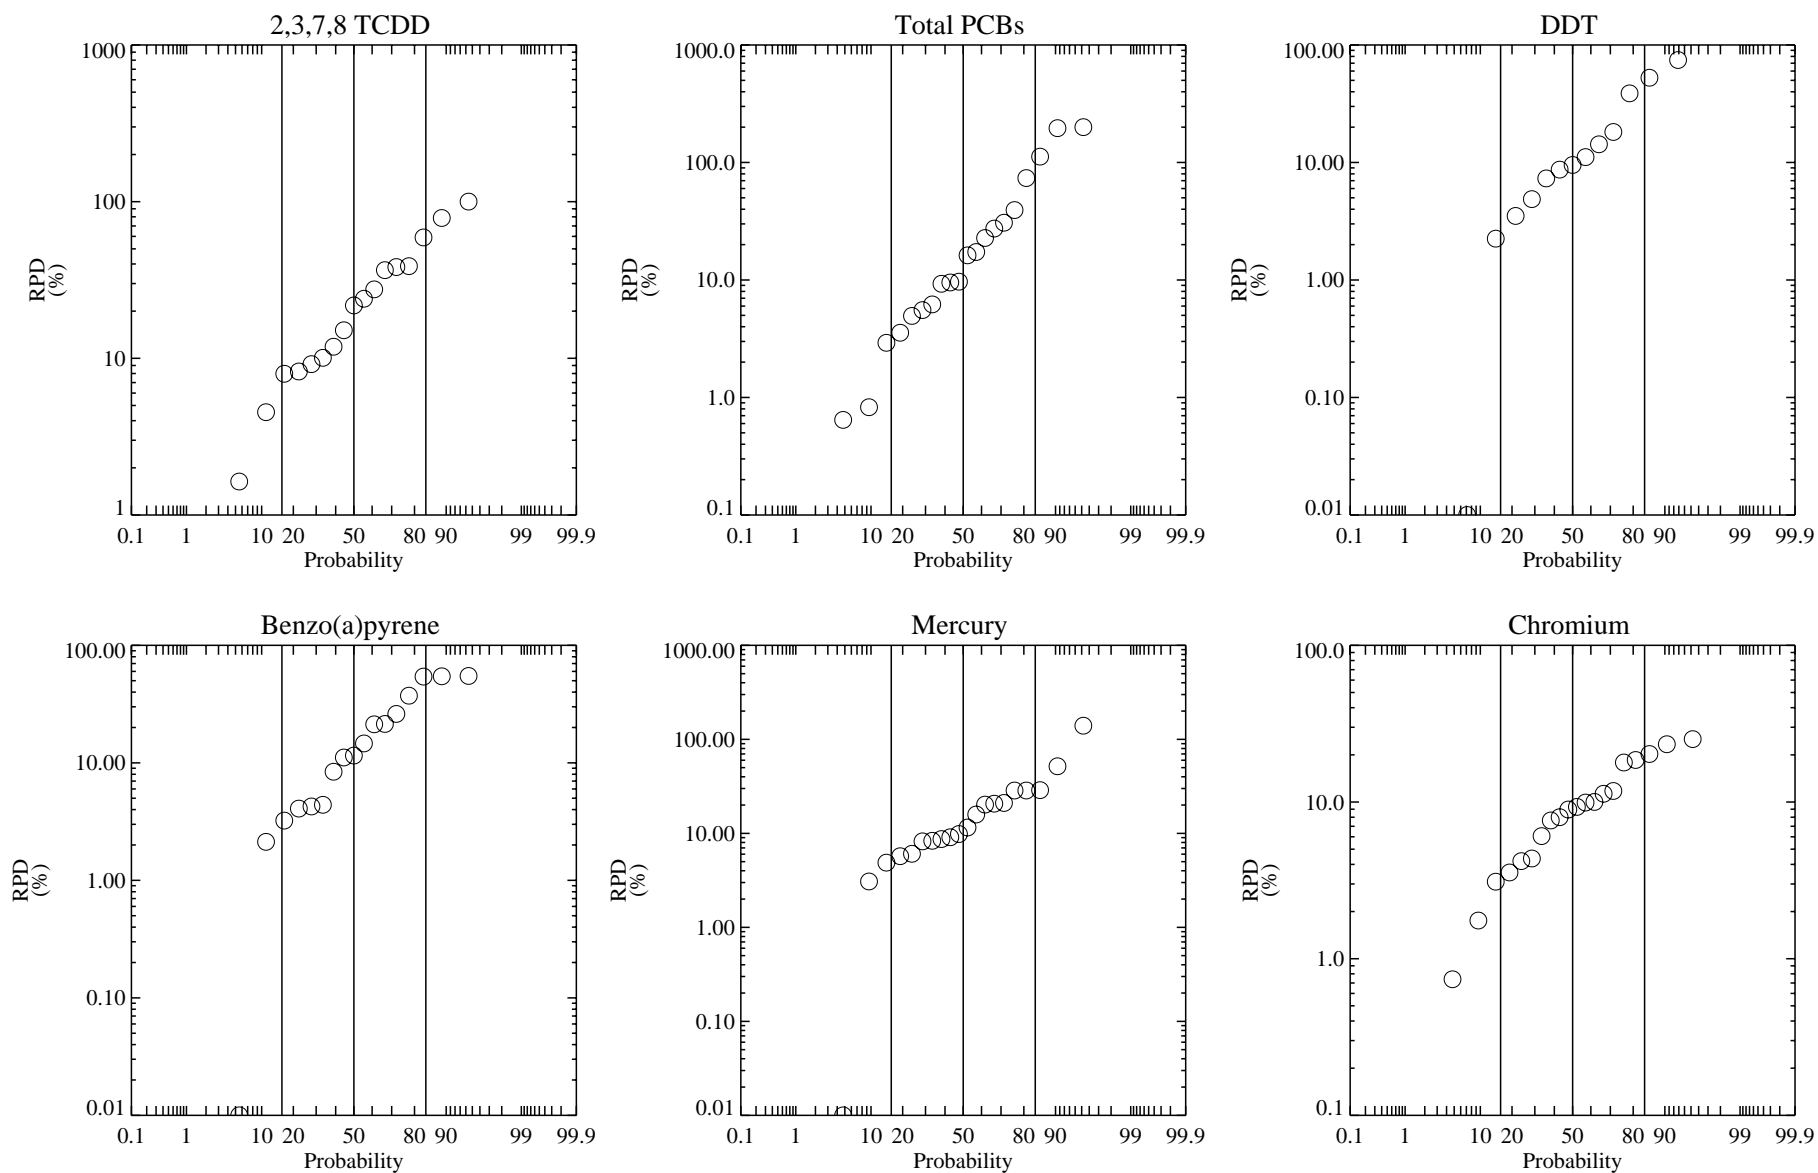 2,3,7,8 TCDD
1000
100
10
1
RPD
(%)
0.1 1 10 20 50 80 90 99 99.9
Probability
Total PCBs
1000.0
100.0
10.0
1.0
0.1
RPD
(%)
0.1 1 10 20 50 80 90 99 99.9
Probability
DDT
100.00
10.00
1.00
0.10
0.01
RPD
(%)
0.1 1 10 20 50 80 90 99 99.9
Probability
Benzo(a)pyrene
100.00
10.00
1.00
0.10
0.01
RPD
(%)
0.1 1 10 20 50 80 90 99 99.9
Probability
Mercury
1000.00
100.00
10.00
1.00
0.10
0.01
RPD
(%)
0.1 1 10 20 50 80 90 99 99.9
Probability
Chromium
100.0
10.0
1.0
0.1
RPD
(%)
0.1 1 10 20 50 80 90 99 99.9
Probability